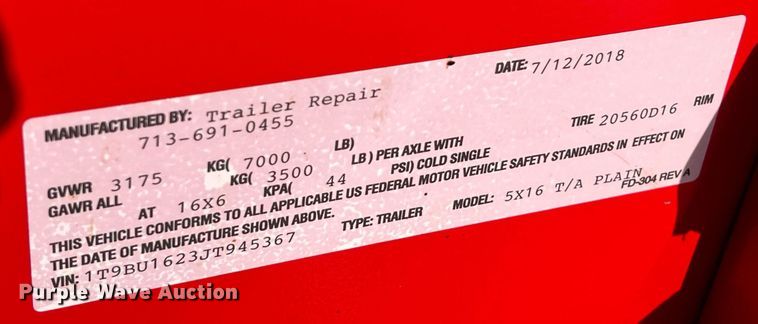 MANUFACTURED BY: Trailer Repair DATE: 7/12/2018
713-691-0455
GVWR 3175 KG( 7000 LB)
GAWR ALL KG( 3500 LB) PER AXLE WITH TIRE 20560D16 RIM
AT 16X6 KPA( 44 PSI) COLD SINGLE
THIS VEHICLE CONFORMS TO ALL APPLICABLE US FEDERAL MOTOR VEHICLE SAFETY STANDARDS IN EFFECT ON
THE DATE OF MANUFACTURE SHOWN ABOVE.
VIN: 1T9BU1623JT945367 TYPE: TRAILER MODEL: 5X16 T/A PLAIN
FD-304 REV A
Purple Wave Auction